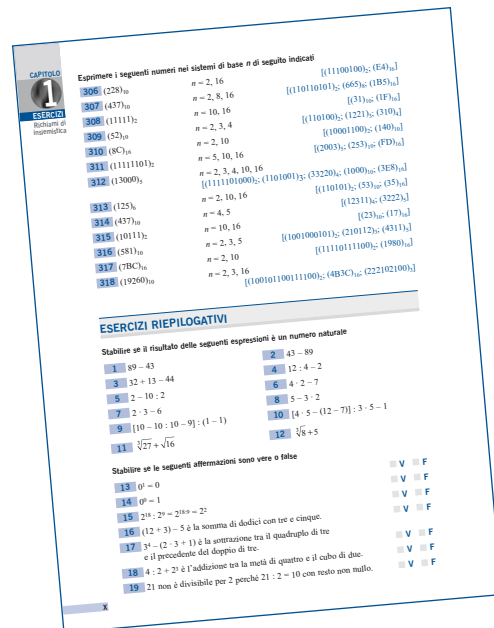 CAPITOLO
1
ESERCIZI
Richiami di
insiemistica
Esprimere i seguenti numeri nei sistemi di base n di seguito indicati
306 (228)₁₀ n = 2, 16 [(11100100)₂; (E4)₁₆]
307 (437)₁₀ n = 2, 8, 16 [(110110101)₂; (665)₈; (1B5)₁₆]
308 (11111)₂ n = 10, 16 [(31)₁₀; (1F)₁₆]
309 (52)₁₀ n = 2, 3, 4 [(110100)₂; (1221)₃; (310)₄]
310 (8C)₁₆ n = 2, 10 [(10001100)₂; (140)₁₀]
311 (11111101)₂ n = 5, 10, 16 [(2003)₅; (253)₁₀; (FD)₁₆]
312 (13000)₅ n = 2, 3, 4, 10, 16
[(1111101000)₂; (1101001)₃; (33220)₄; (1000)₁₀; (3E8)₁₆]
313 (125)₆ n = 2, 10, 16 [(110101)₂; (53)₁₀; (35)₁₆]
314 (437)₁₀ n = 4, 5 [(12311)₄; (3222)₅]
315 (10111)₂ n = 10, 16 [(23)₁₀; (17)₁₆]
316 (581)₁₀ n = 2, 3, 5 [(1001000101)₂; (210112)₃; (4311)₅]
317 (7BC)₁₆ n = 2, 10 [(11110111100)₂; (1980)₁₀]
318 (19260)₁₀ n = 2, 3, 16 [(100101100111100)₂; (4B3C)₁₆; (222102100)₃]
ESERCIZI RIEPILOGATIVI
Stabilire se il risultato delle seguenti espressioni è un numero naturale
1 89 – 43 2 43 – 89
3 32 + 13 – 44 4 12 : 4 – 2
5 2 – 10 : 2 6 4 · 2 – 7
7 2 · 3 – 6 8 5 – 3 · 2
9 [10 – 10 : 10 – 9] : (1 – 1) 10 [4 · 5 – (12 – 7)] : 3 · 5 – 1
11 ∛27 + √16 12 ∛8 + 5
Stabilire se le seguenti affermazioni sono vere o false
13 0¹ = 0 V F
14 0⁰ = 1 V F
15 2¹⁸ : 2⁹ = 2¹⁸:⁹ = 2² V F
16 (12 + 3) – 5 è la somma di dodici con tre e cinque. V F
17 3⁴ – (2 · 3 + 1) è la sottrazione tra il quadruplo di tre
e il precedente del doppio di tre. V F
18 4 : 2 + 2³ è l'addizione tra la metà di quattro e il cubo di due. V F
19 21 non è divisibile per 2 perché 21 : 2 = 10 con resto non nullo. V F
X